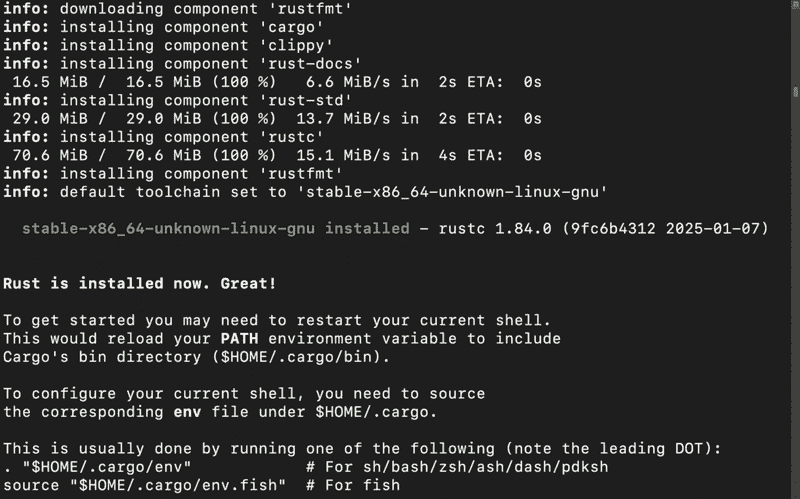 info: downloading component 'rustfmt'
info: installing component 'cargo'
info: installing component 'clippy'
info: installing component 'rust-docs'
 16.5 MiB /  16.5 MiB (100 %)   6.6 MiB/s in  2s ETA:  0s
info: installing component 'rust-std'
 29.0 MiB /  29.0 MiB (100 %)  13.7 MiB/s in  2s ETA:  0s
info: installing component 'rustc'
 70.6 MiB /  70.6 MiB (100 %)  15.1 MiB/s in  4s ETA:  0s
info: installing component 'rustfmt'
info: default toolchain set to 'stable-x86_64-unknown-linux-gnu'

  stable-x86_64-unknown-linux-gnu installed - rustc 1.84.0 (9fc6b4312 2025-01-07)

Rust is installed now. Great!

To get started you may need to restart your current shell.
This would reload your PATH environment variable to include
Cargo's bin directory ($HOME/.cargo/bin).

To configure your current shell, you need to source
the corresponding env file under $HOME/.cargo.

This is usually done by running one of the following (note the leading DOT):
. "$HOME/.cargo/env"            # For sh/bash/zsh/ash/dash/pdksh
source "$HOME/.cargo/env.fish"  # For fish